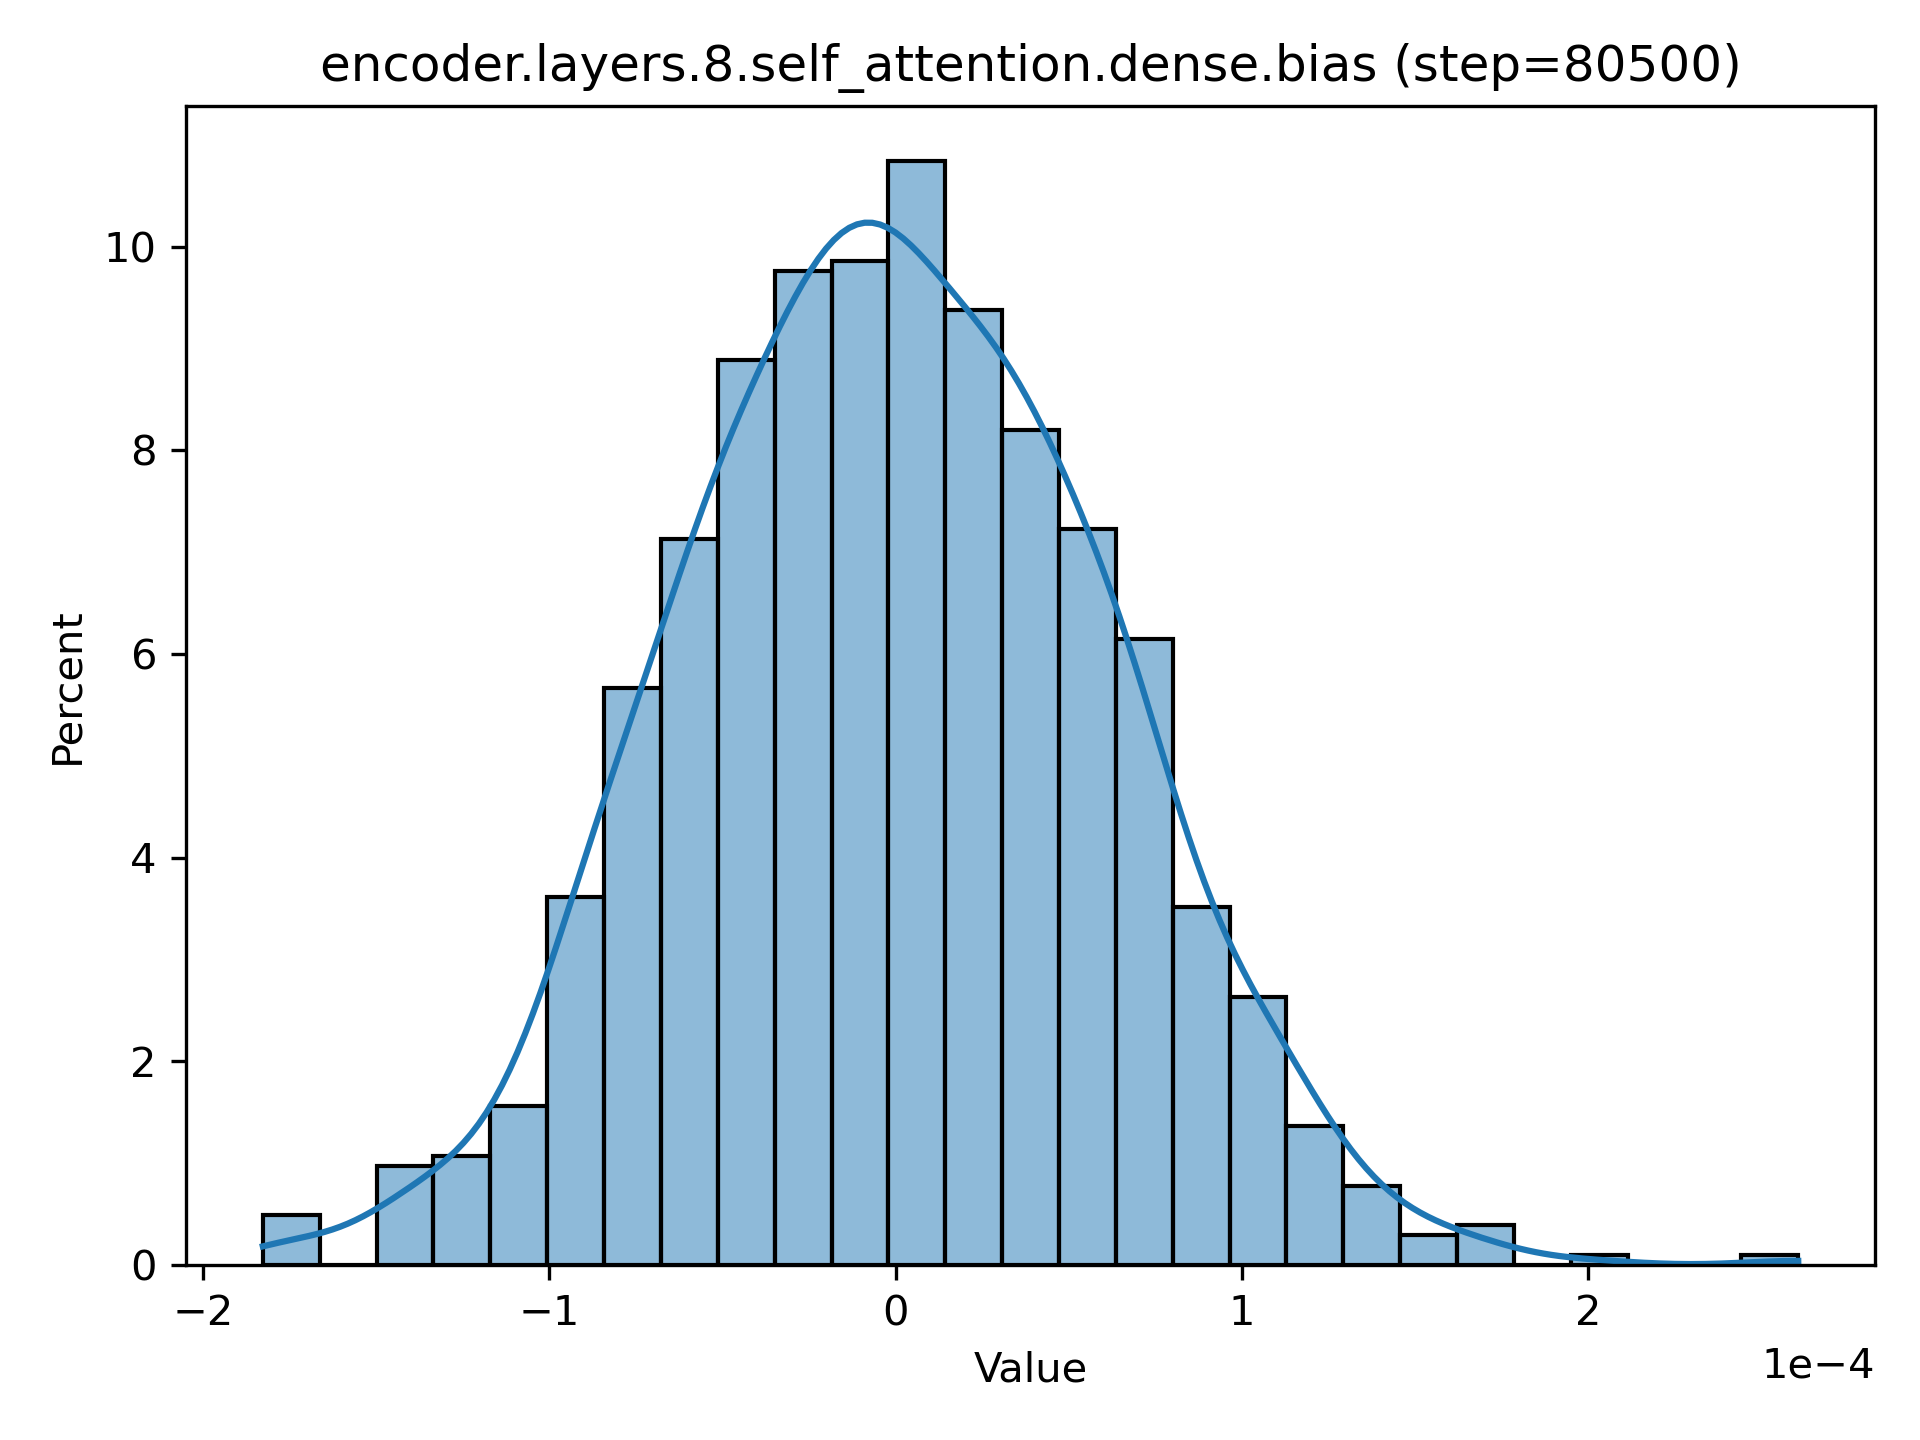 encoder.layers.8.self_attention.dense.bias (step=80500)
Percent
10
8
6
4
2
0
−2
−1
0
1
2
Value
1e−4